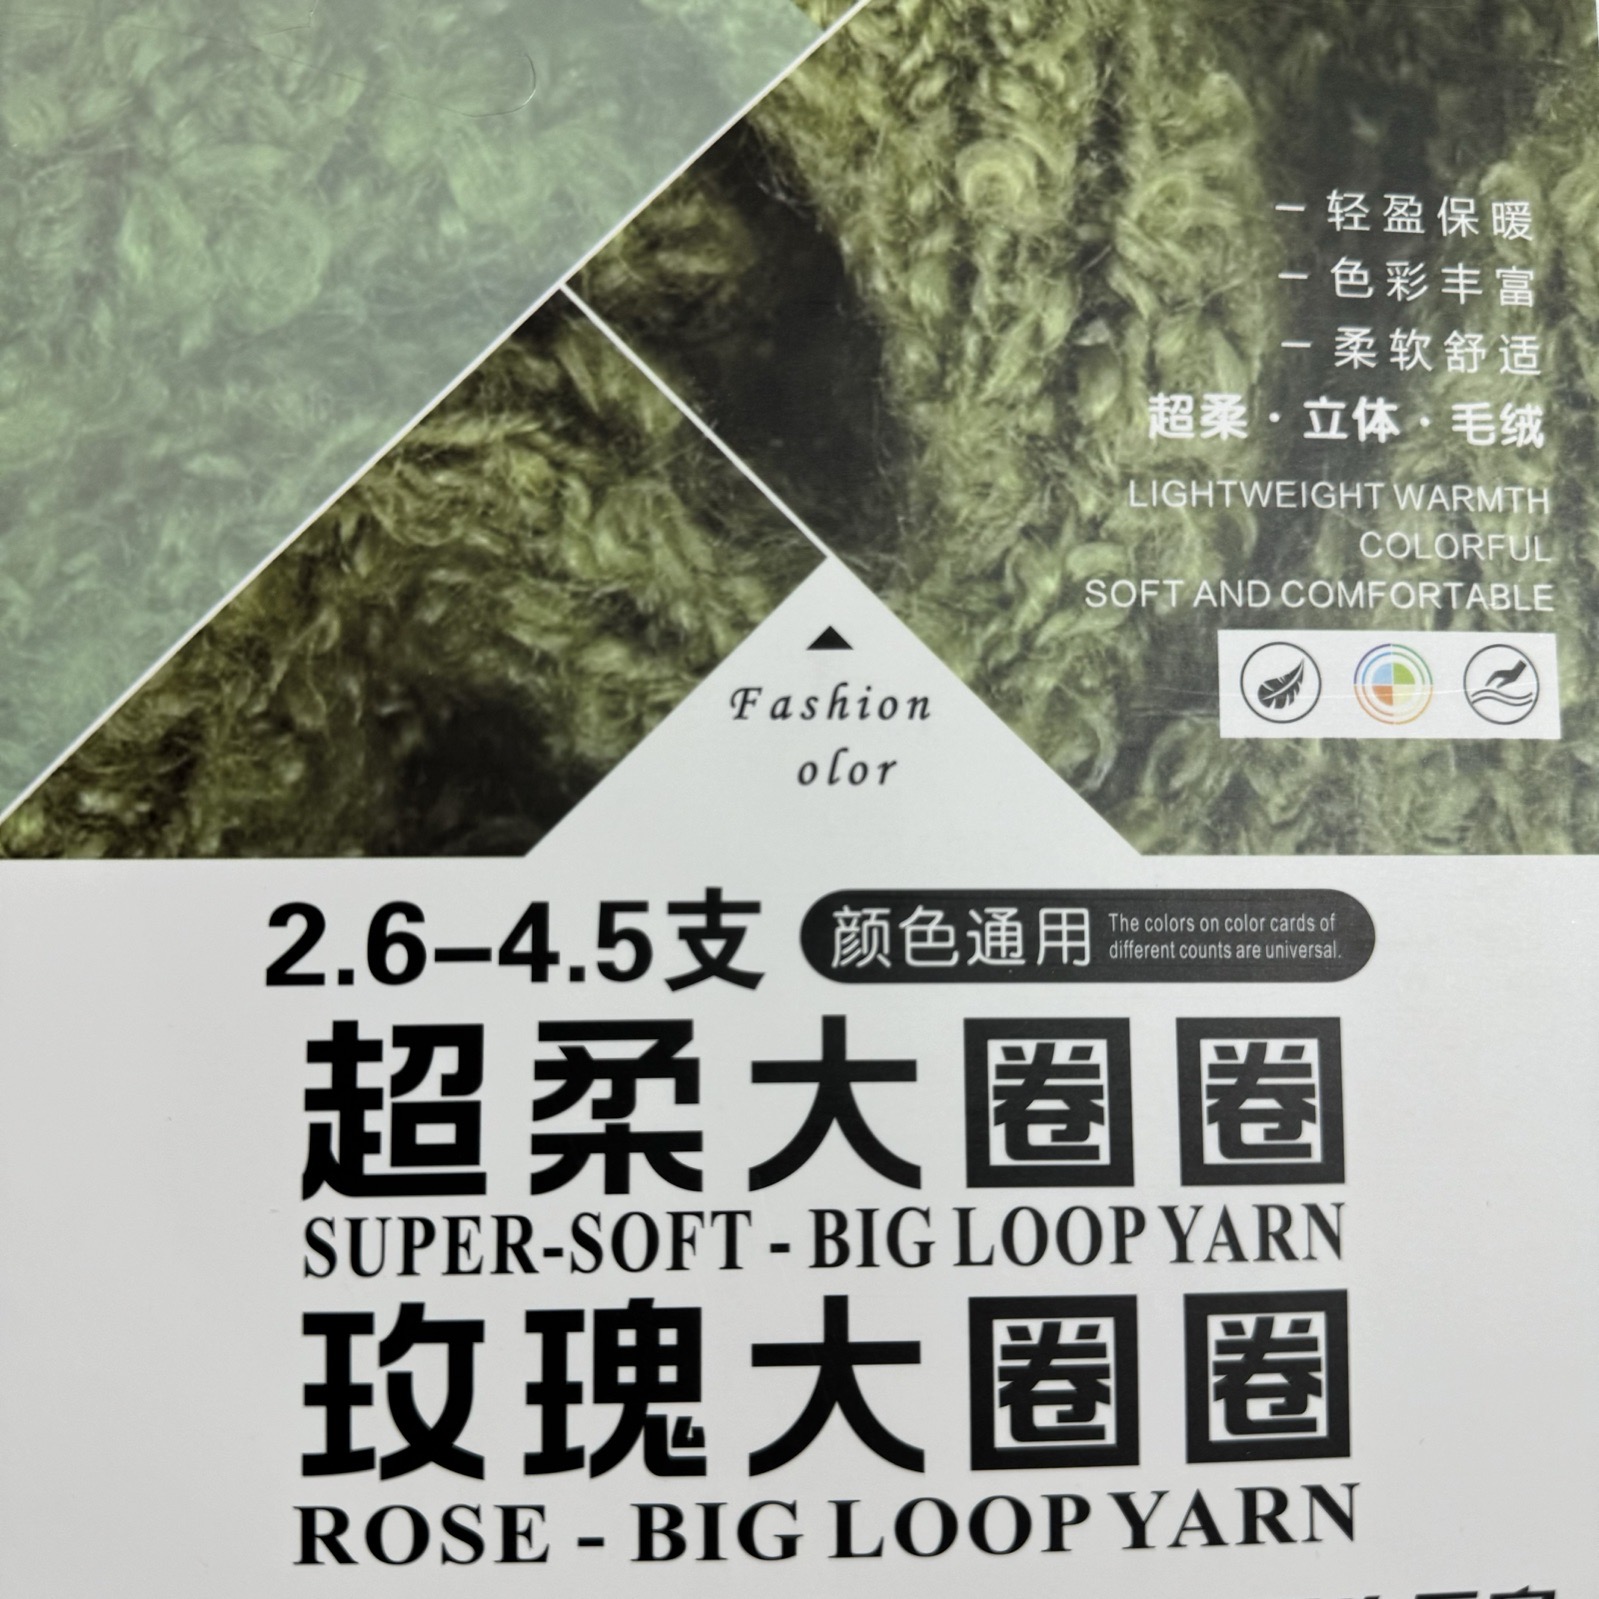 — 轻盈保暖
— 色彩丰富
— 柔软舒适
超柔·立体·毛绒
LIGHTWEIGHT WARMTH
COLORFUL
SOFT AND COMFORTABLE
Fashion
olor
2.6–4.5支
颜色通用
The colors on color cards of
different counts are universal.
超柔大圈圈
SUPER-SOFT - BIG LOOP YARN
玫瑰大圈圈
ROSE - BIG LOOP YARN